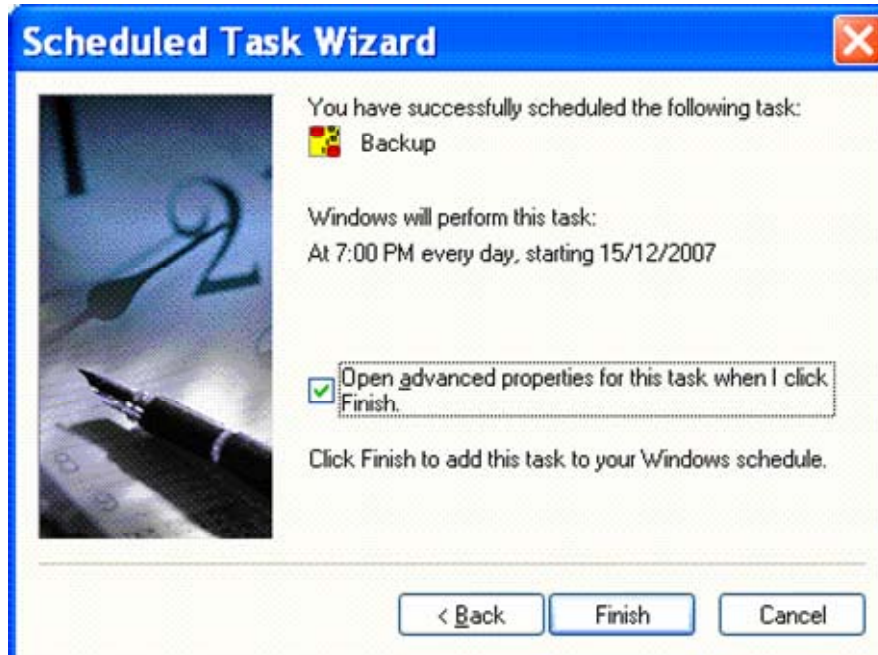 Scheduled Task Wizard
You have successfully scheduled the following task:
Backup
Windows will perform this task:
At 7:00 PM every day, starting 15/12/2007
Open advanced properties for this task when I click
Finish.
Click Finish to add this task to your Windows schedule.
< Back
Finish
Cancel